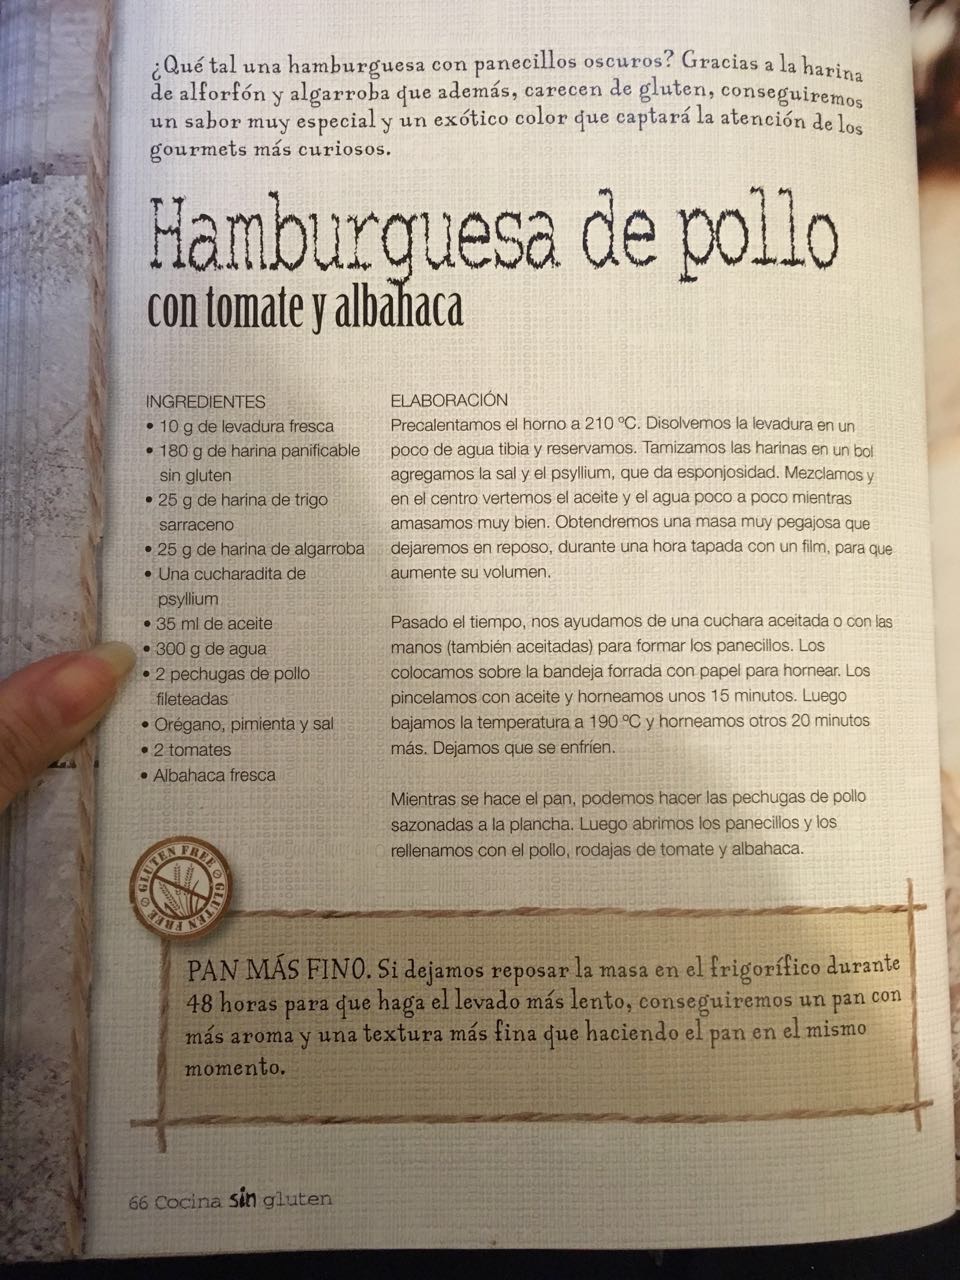 ¿Qué tal una hamburguesa con panecillos oscuros? Gracias a la harina
de alforfón y algarroba que además, carecen de gluten, conseguiremos
un sabor muy especial y un exótico color que captará la atención de los
gourmets más curiosos.
Hamburguesa de pollo
con tomate y albahaca
INGREDIENTES
• 10 g de levadura fresca
• 180 g de harina panificable
sin gluten
• 25 g de harina de trigo
sarraceno
• 25 g de harina de algarroba
• Una cucharadita de
psyllium
• 35 ml de aceite
• 300 g de agua
• 2 pechugas de pollo
fileteadas
• Orégano, pimienta y sal
• 2 tomates
• Albahaca fresca
ELABORACIÓN
Precalentamos el horno a 210 ºC. Disolvemos la levadura en un
poco de agua tibia y reservamos. Tamizamos las harinas en un bol
agregamos la sal y el psyllium, que da esponjosidad. Mezclamos y
en el centro vertemos el aceite y el agua poco a poco mientras
amasamos muy bien. Obtendremos una masa muy pegajosa que
dejaremos en reposo, durante una hora tapada con un film, para que
aumente su volumen.
Pasado el tiempo, nos ayudamos de una cuchara aceitada o con las
manos (también aceitadas) para formar los panecillos. Los
colocamos sobre la bandeja forrada con papel para hornear. Los
pincelamos con aceite y horneamos unos 15 minutos. Luego
bajamos la temperatura a 190 ºC y horneamos otros 20 minutos
más. Dejamos que se enfríen.
Mientras se hace el pan, podemos hacer las pechugas de pollo
sazonadas a la plancha. Luego abrimos los panecillos y los
rellenamos con el pollo, rodajas de tomate y albahaca.
GLUTEN FREE GLUTEN FREE
PAN MÁS FINO. Si dejamos reposar la masa en el frigorífico durante
48 horas para que haga el levado más lento, conseguiremos un pan con
más aroma y una textura más fina que haciendo el pan en el mismo
momento.
66 Cocina sin gluten